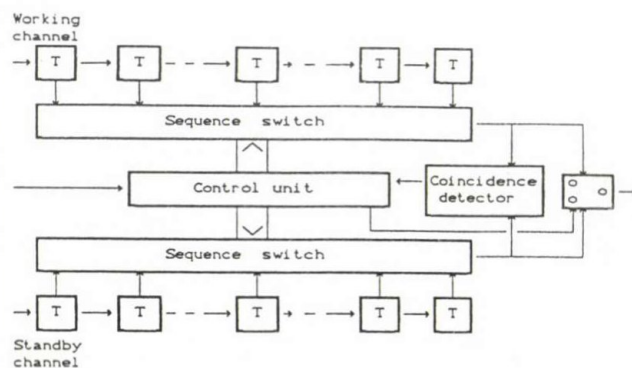 Working
channel
T T T T T
Sequence switch
Control unit
Coincidence
detector
Sequence switch
T T T T T
Standby
channel